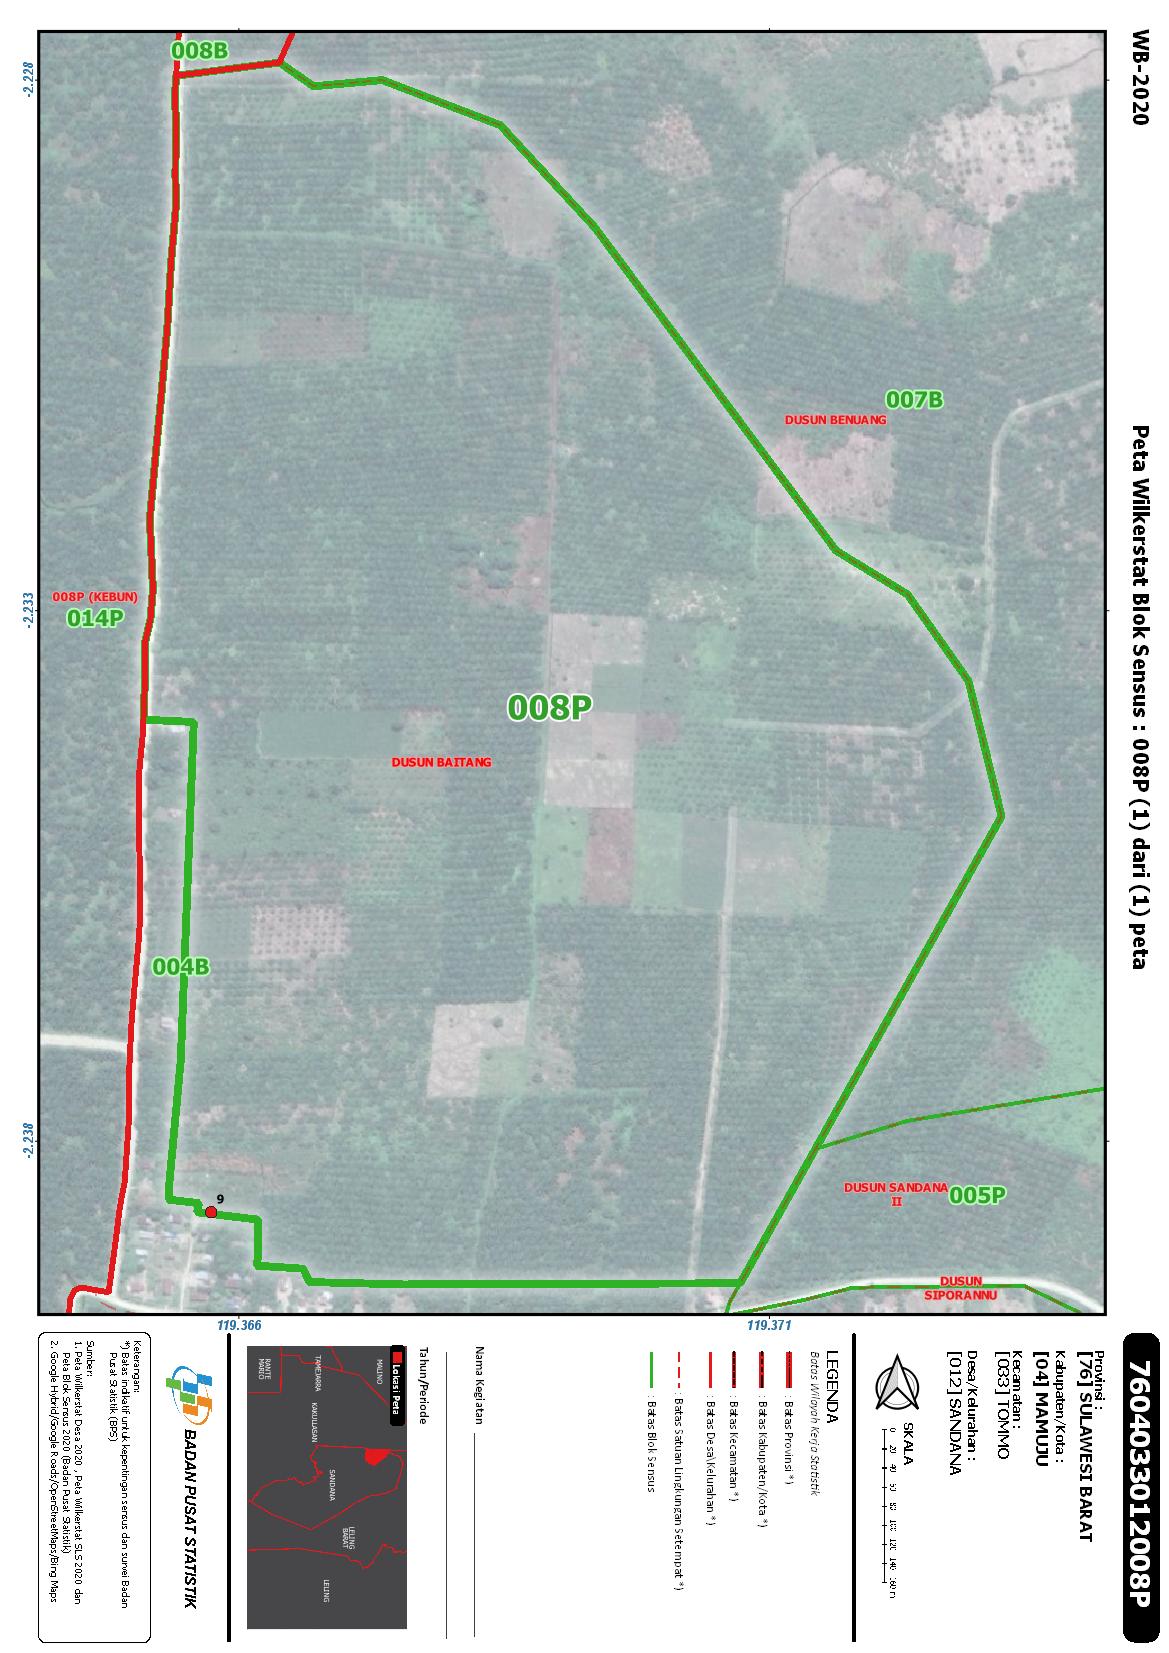 WB-2020
Peta Wilkerstat Blok Sensus : 008P (1) dari (1) peta
7604033012008P
008B
007B
DUSUN BENUANG
008P (KEBUN)
014P
008P
DUSUN BAITANG
004B
9
DUSUN SANDANA
II
005P
DUSUN
SIPORANNU
-2.228
-2.233
-2.238
119.366
119.371
Provinsi :
[76] SULAWESI BARAT
Kabupaten/Kota :
[04] MAMUJU
Kecamatan :
[033] TOMMO
Desa/Kelurahan :
[012] SANDANA
SKALA
0 20 40 60 80 100 120 140 160 m
LEGENDA
Batas Wilayah Kerja Statistik
: Batas Provinsi *)
: Batas Kabupaten/Kota *)
: Batas Kecamatan *)
: Batas Desa\Kelurahan *)
: Batas Satuan Lingkungan Setempat *)
: Batas Blok Sensus
Nama Kegiatan
Tahun/Periode
Lokasi Peta
MALINO
TAMEJARRA
KAKULLASAN
RANTE
MARIO
SANDANA
LELING
BARAT
LELING
BADAN PUSAT STATISTIK
Keterangan:
*) Batas indikatif untuk kepentingan sensus dan survei Badan
Pusat Statistik (BPS)
Sumber:
1. Peta Wilkerstat Desa 2020 , Peta Wilkerstat SLS 2020 dan
Peta Blok Sensus 2020 (Badan Pusat Statistik)
2. Google Hybrid/Google Roads/OpenStreetMaps/Bing Maps